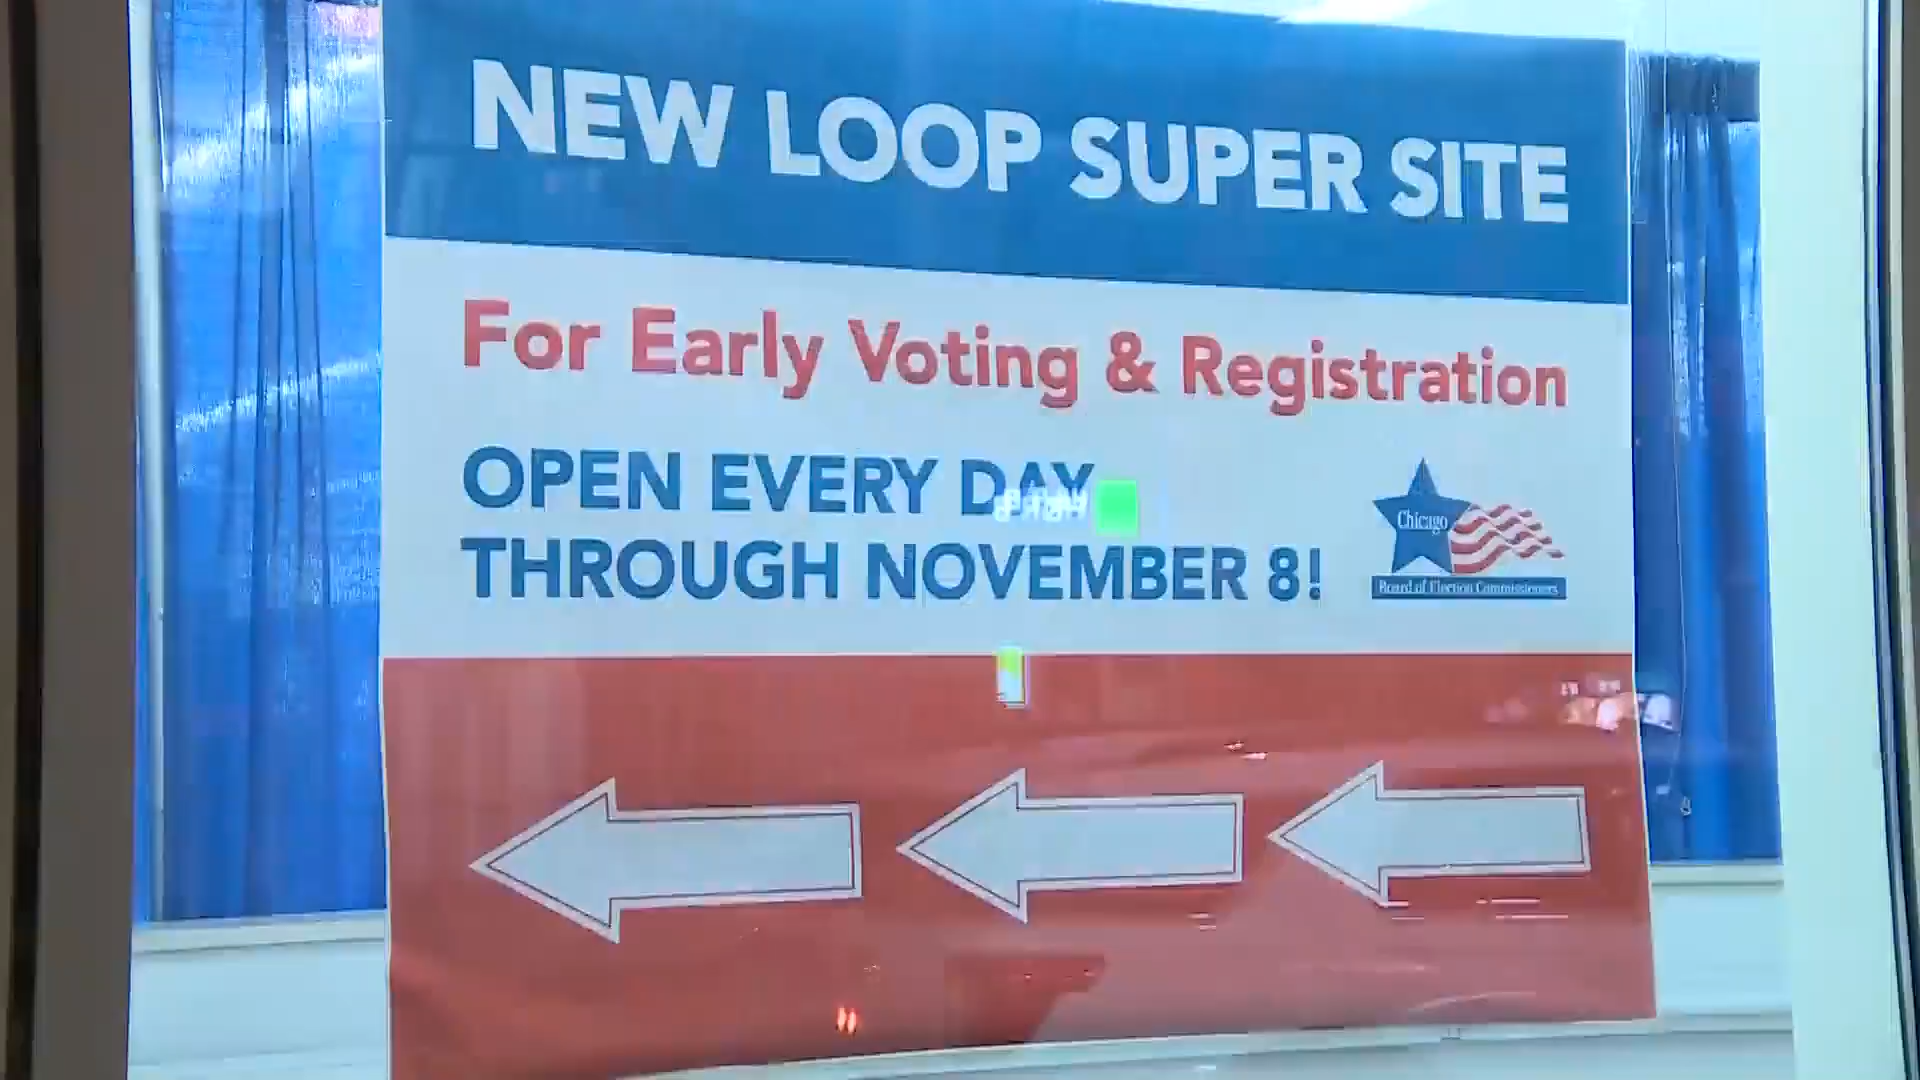 NEW LOOP SUPER SITE
For Early Voting & Registration
OPEN EVERY DAY
THROUGH NOVEMBER 8!
Chicago
Board of Election Commissioners